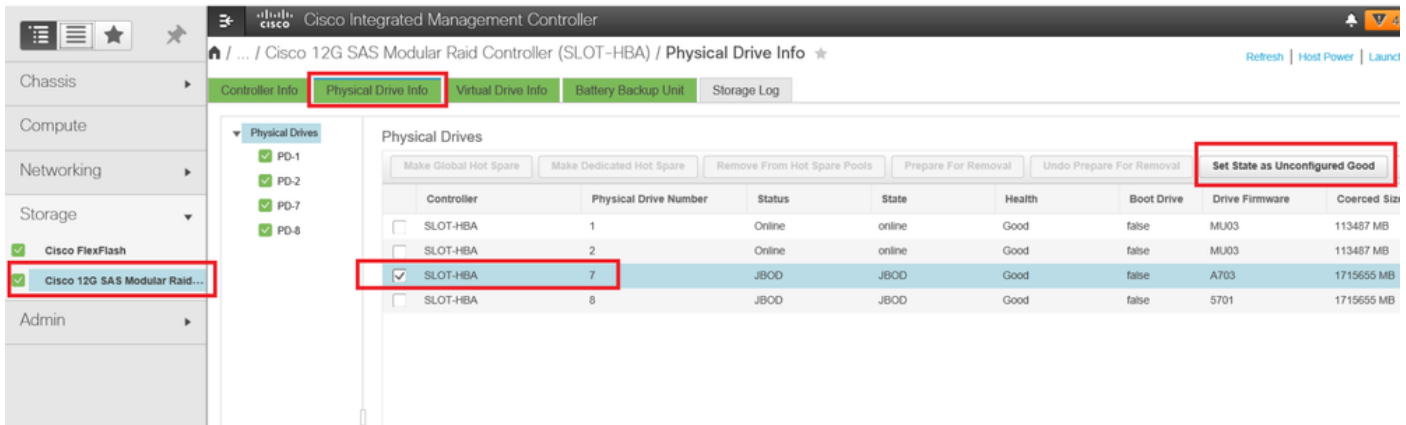 cisco Cisco Integrated Management Controller
/ ... / Cisco 12G SAS Modular Raid Controller (SLOT-HBA) / Physical Drive Info
Refresh | Host Power |
Chassis
Compute
Networking
Storage
Cisco FlexFlash
Cisco 12G SAS Modular Raid...
Admin
Controller Info Physical Drive Info Virtual Drive Info Battery Backup Unit Storage Log
Physical Drives
PD-1
PD-2
PD-7
PD-8
Physical Drives
Make Global Hot Spare Make Dedicated Hot Spare Remove From Hot Spare Pools Prepare For Removal Undo Prepare For Removal Set State as Unconfigured Good
Controller Physical Drive Number Status State Health Boot Drive Drive Firmware Coerced
SLOT-HBA 1 Online online Good false MU03 113487 MB
SLOT-HBA 2 Online online Good false MU03 113487 MB
SLOT-HBA 7 JBOD JBOD Good false A703 1715655 MB
SLOT-HBA 8 JBOD JBOD Good false 5701 1715655 MB